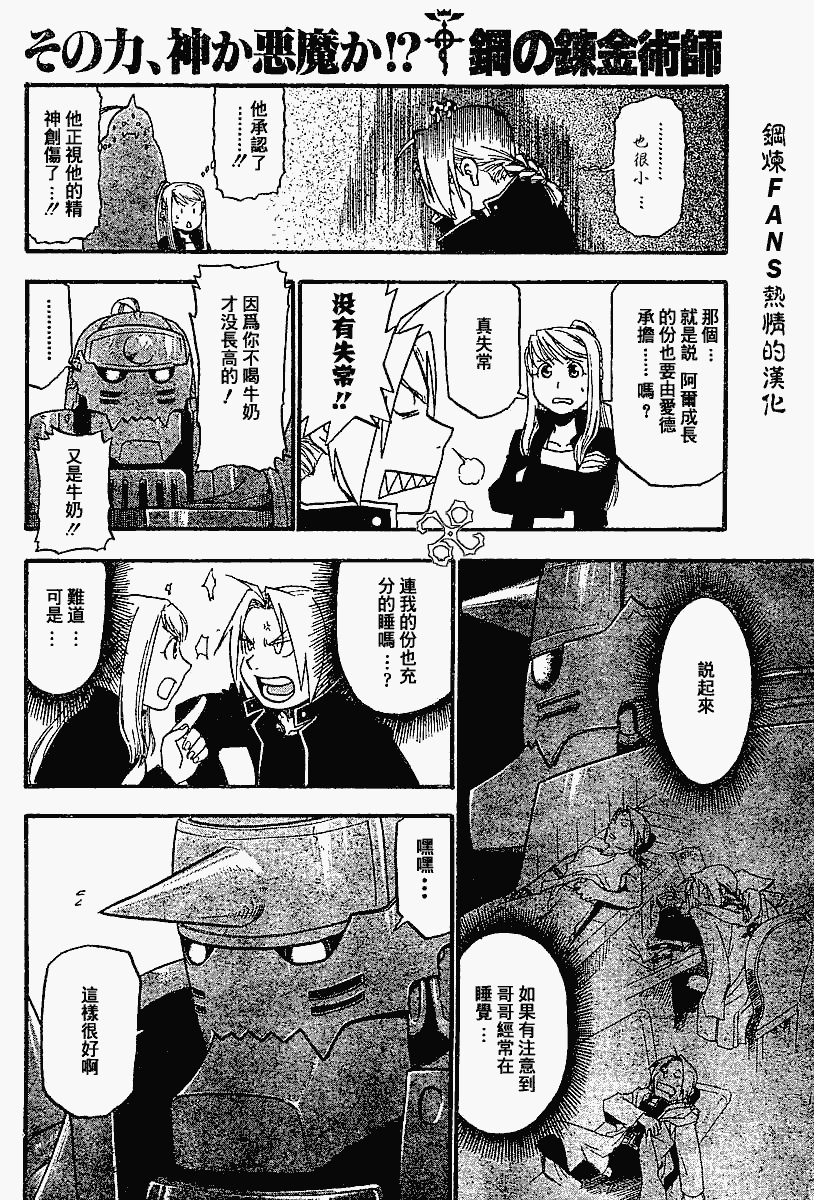 その力、神か悪魔か!? 鋼の錬金術師
鋼煉FANS熱情的漢化
…………
也很小…
他承認了
………!!
他正視他的精
神創傷了…!!
那個…
就是說 阿爾成長
的份也要由愛德
承擔……嗎？
真失常
没有失常!!
因爲你不喝牛奶
才没長高的！
…………
又是牛奶!!
說起來
如果有注意到
哥哥經常在
睡覺…
連我的份也充
分的睡嗎…?
難道…
可是…
嘿嘿…
這樣很好啊